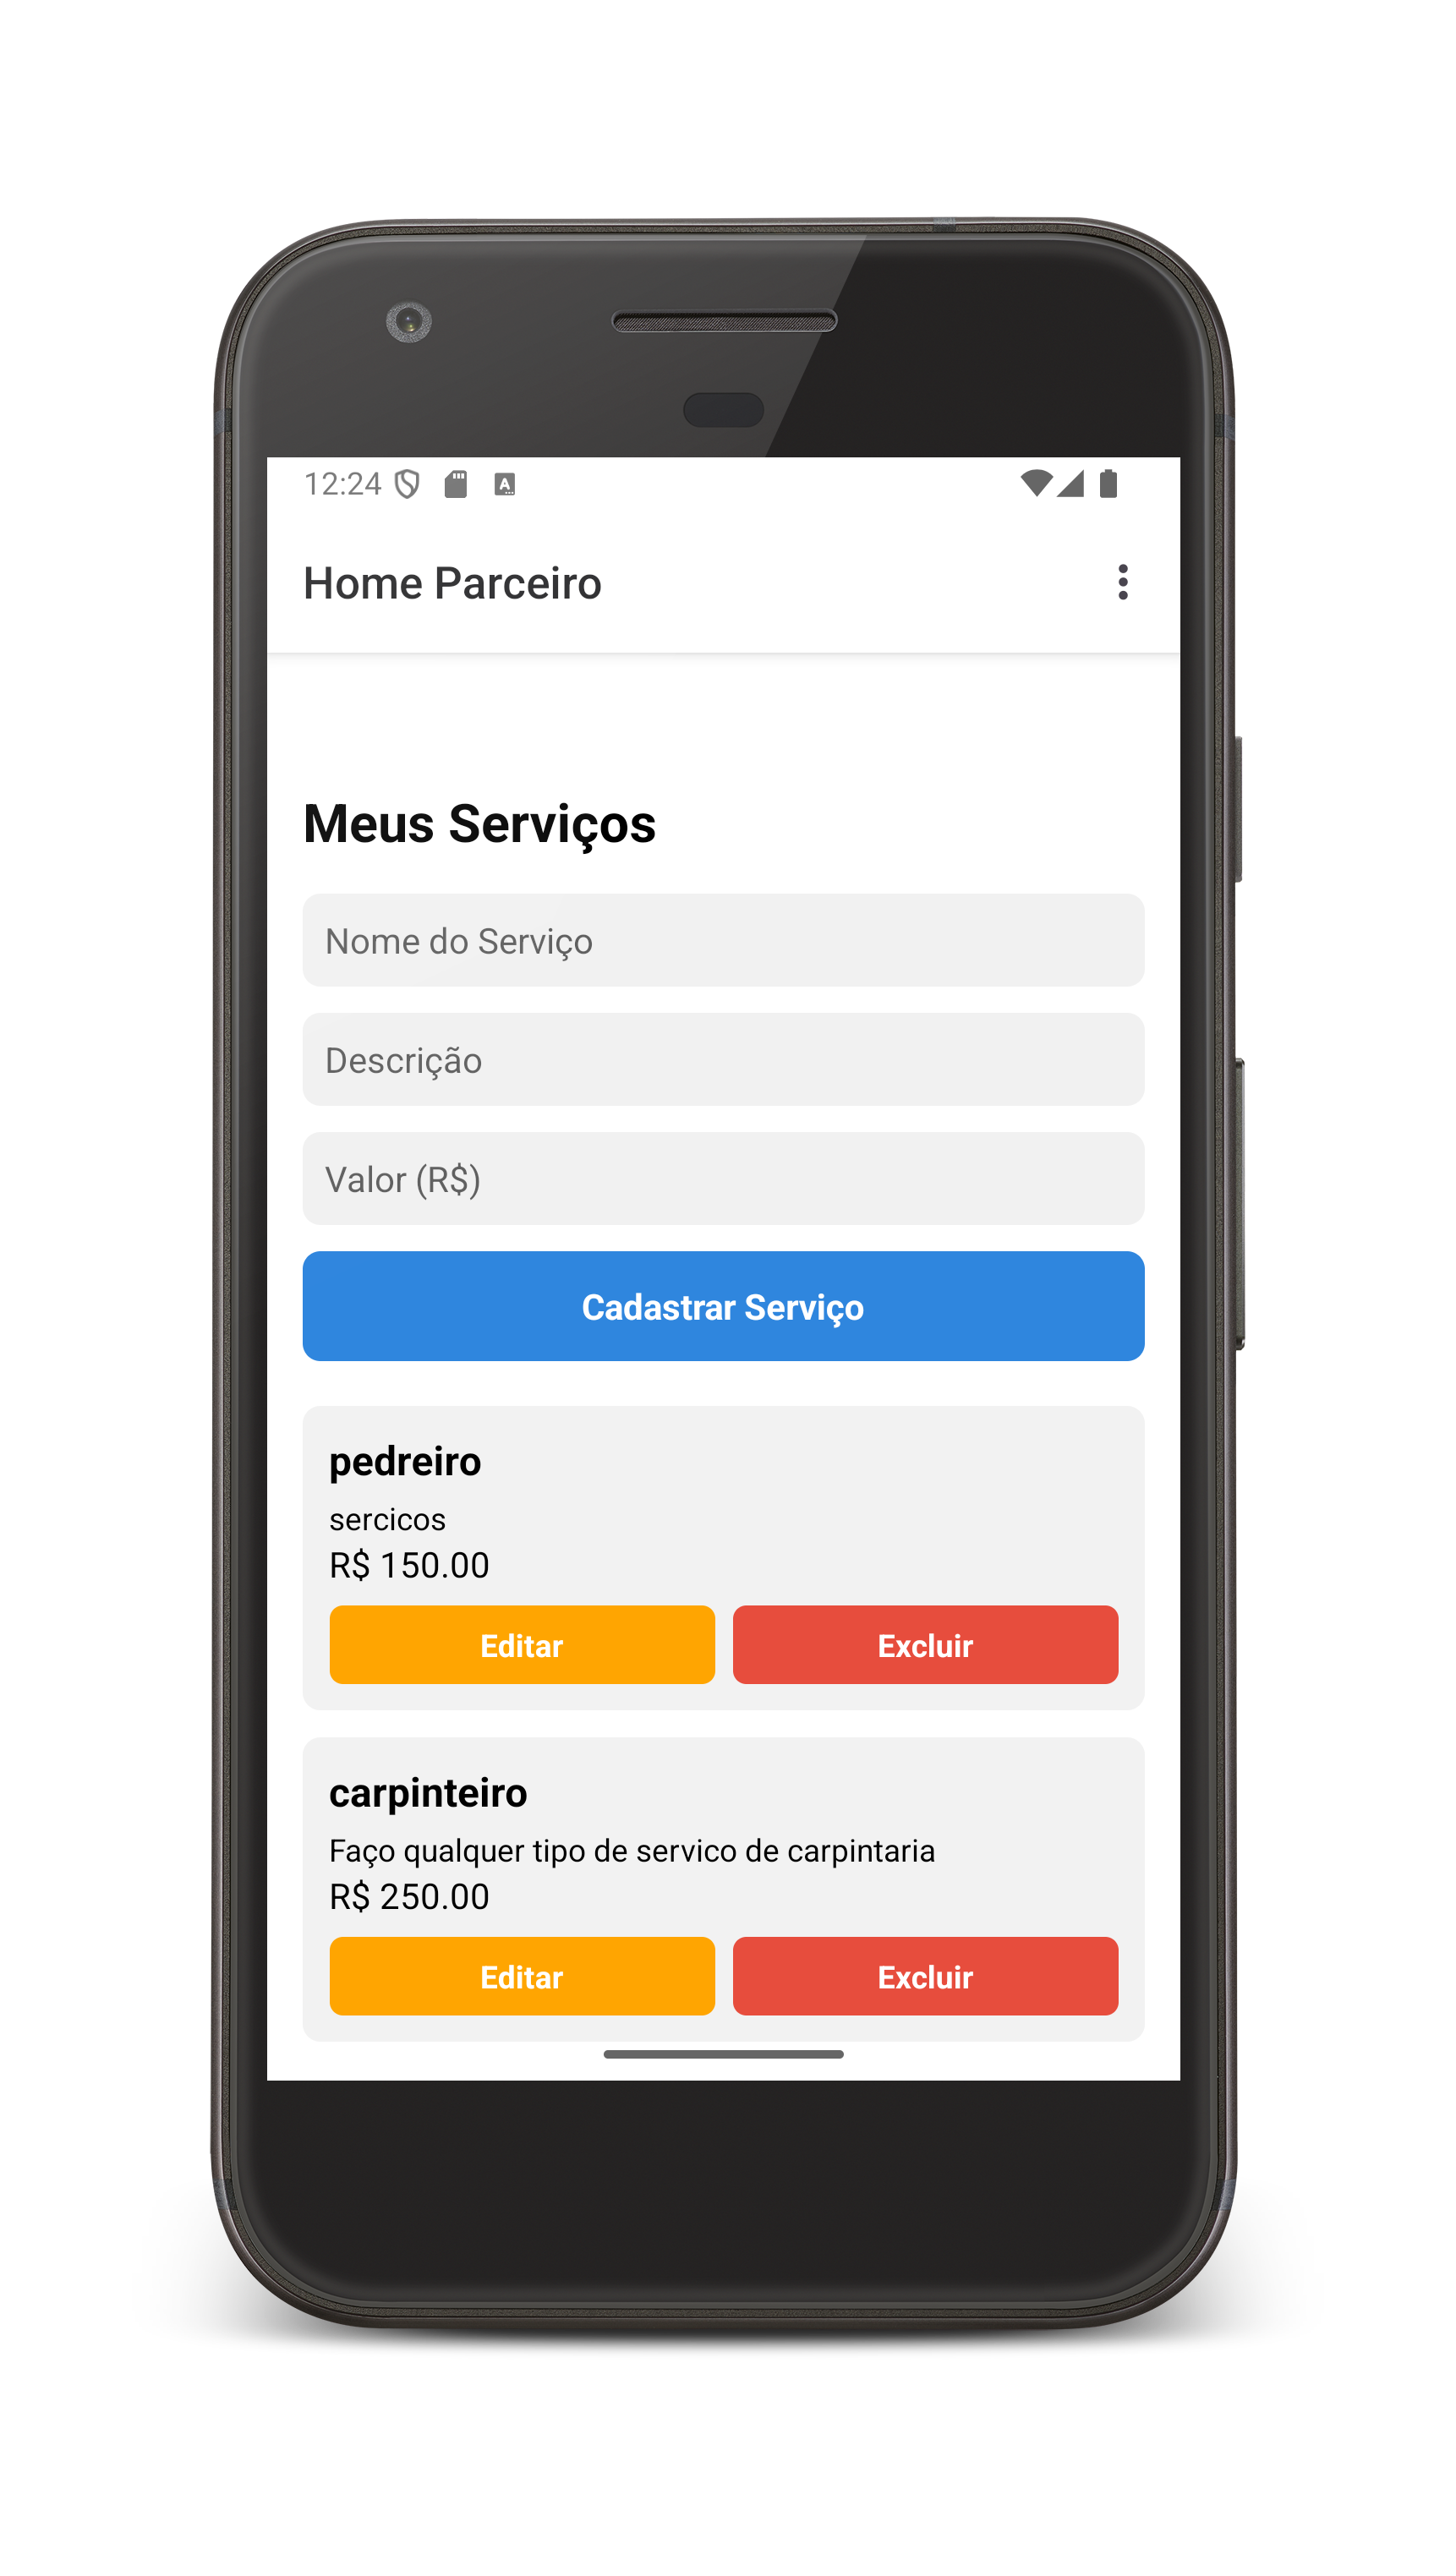 12:24
Home Parceiro
Meus Serviços
Nome do Serviço
Descrição
Valor (R$)
Cadastrar Serviço
pedreiro
sercicos
R$ 150.00
Editar
Excluir
carpinteiro
Faço qualquer tipo de servico de carpintaria
R$ 250.00
Editar
Excluir